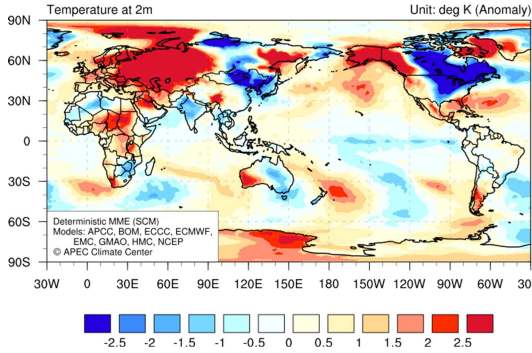 Temperature at 2m Unit: deg K (Anomaly)
90N
60N
30N
0
30S
60S
90S
Deterministic MME (SCM)
Models: APCC, BOM, ECCC, ECMWF,
EMC, GMAO, HMC, NCEP
© APEC Climate Center
30W 0 30E 60E 90E 120E 150E 180 150W 120W 90W 60W 30W
-2.5 -2 -1.5 -1 -0.5 0 0.5 1 1.5 2 2.5